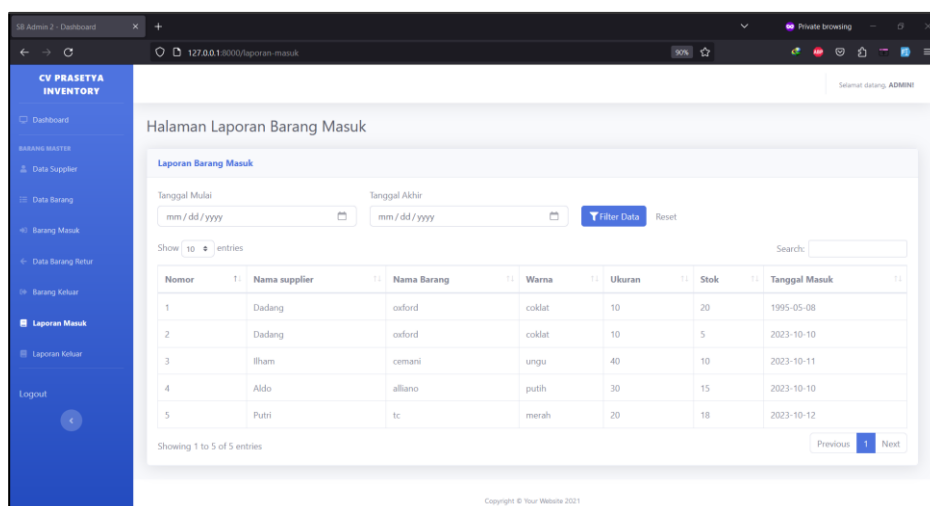 SB Admin 2 - Dashboard
Private browsing
127.0.0.1:8000/laporan-masuk
90%
CV PRASETYA
INVENTORY
Selamat datang, ADMIN!
Dashboard
BARANG MASTER
Data Supplier
Data Barang
Barang Masuk
Data Barang Retur
Barang Keluar
Laporan Masuk
Laporan Keluar
Logout
Halaman Laporan Barang Masuk
Laporan Barang Masuk
Tanggal Mulai Tanggal Akhir
mm / dd / yyyy mm / dd / yyyy Filter Data Reset
Show 10 entries Search:
Nomor Nama supplier Nama Barang Warna Ukuran Stok Tanggal Masuk
1 Dadang oxford coklat 10 20 1995-05-08
2 Dadang oxford coklat 10 5 2023-10-10
3 Ilham cemani ungu 40 10 2023-10-11
4 Aldo alliano putih 30 15 2023-10-10
5 Putri tc merah 20 18 2023-10-12
Showing 1 to 5 of 5 entries Previous 1 Next
Copyright © Your Website 2021